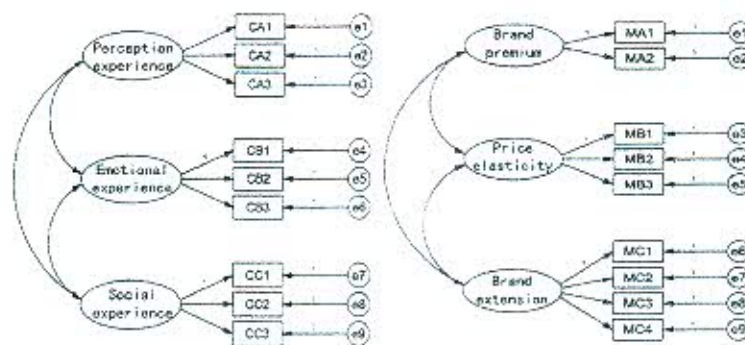 Perception
experience
CA1
e1
CA2
e2
CA3
e3
Emotional
experience
CB1
e4
CB2
e5
CB3
e6
Social
experience
CC1
e7
CC2
e8
CC3
e9
Brand
premium
MA1
e1
MA2
e2
Price
elasticity
MB1
e3
MB2
e4
MB3
e5
Brand
extension
MC1
e6
MC2
e7
MC3
e8
MC4
e9